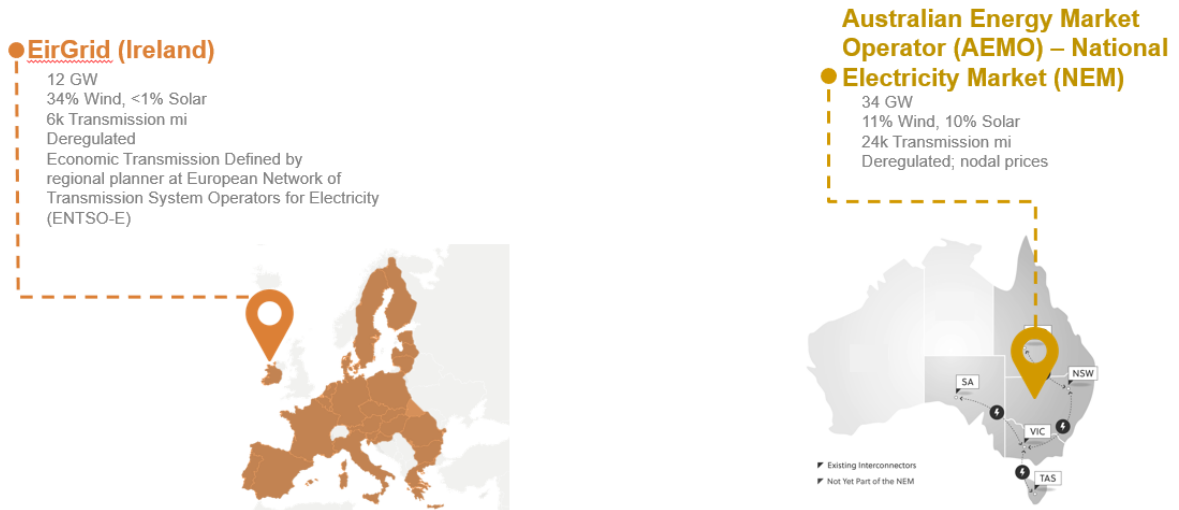 EirGrid (Ireland)
12 GW
34% Wind, <1% Solar
6k Transmission mi
Deregulated
Economic Transmission Defined by
regional planner at European Network of
Transmission System Operators for Electricity
(ENTSO-E)
Australian Energy Market
Operator (AEMO) – National
Electricity Market (NEM)
34 GW
11% Wind, 10% Solar
24k Transmission mi
Deregulated; nodal prices
SA
NSW
VIC
TAS
Existing Interconnectors
Not Yet Part of the NEM